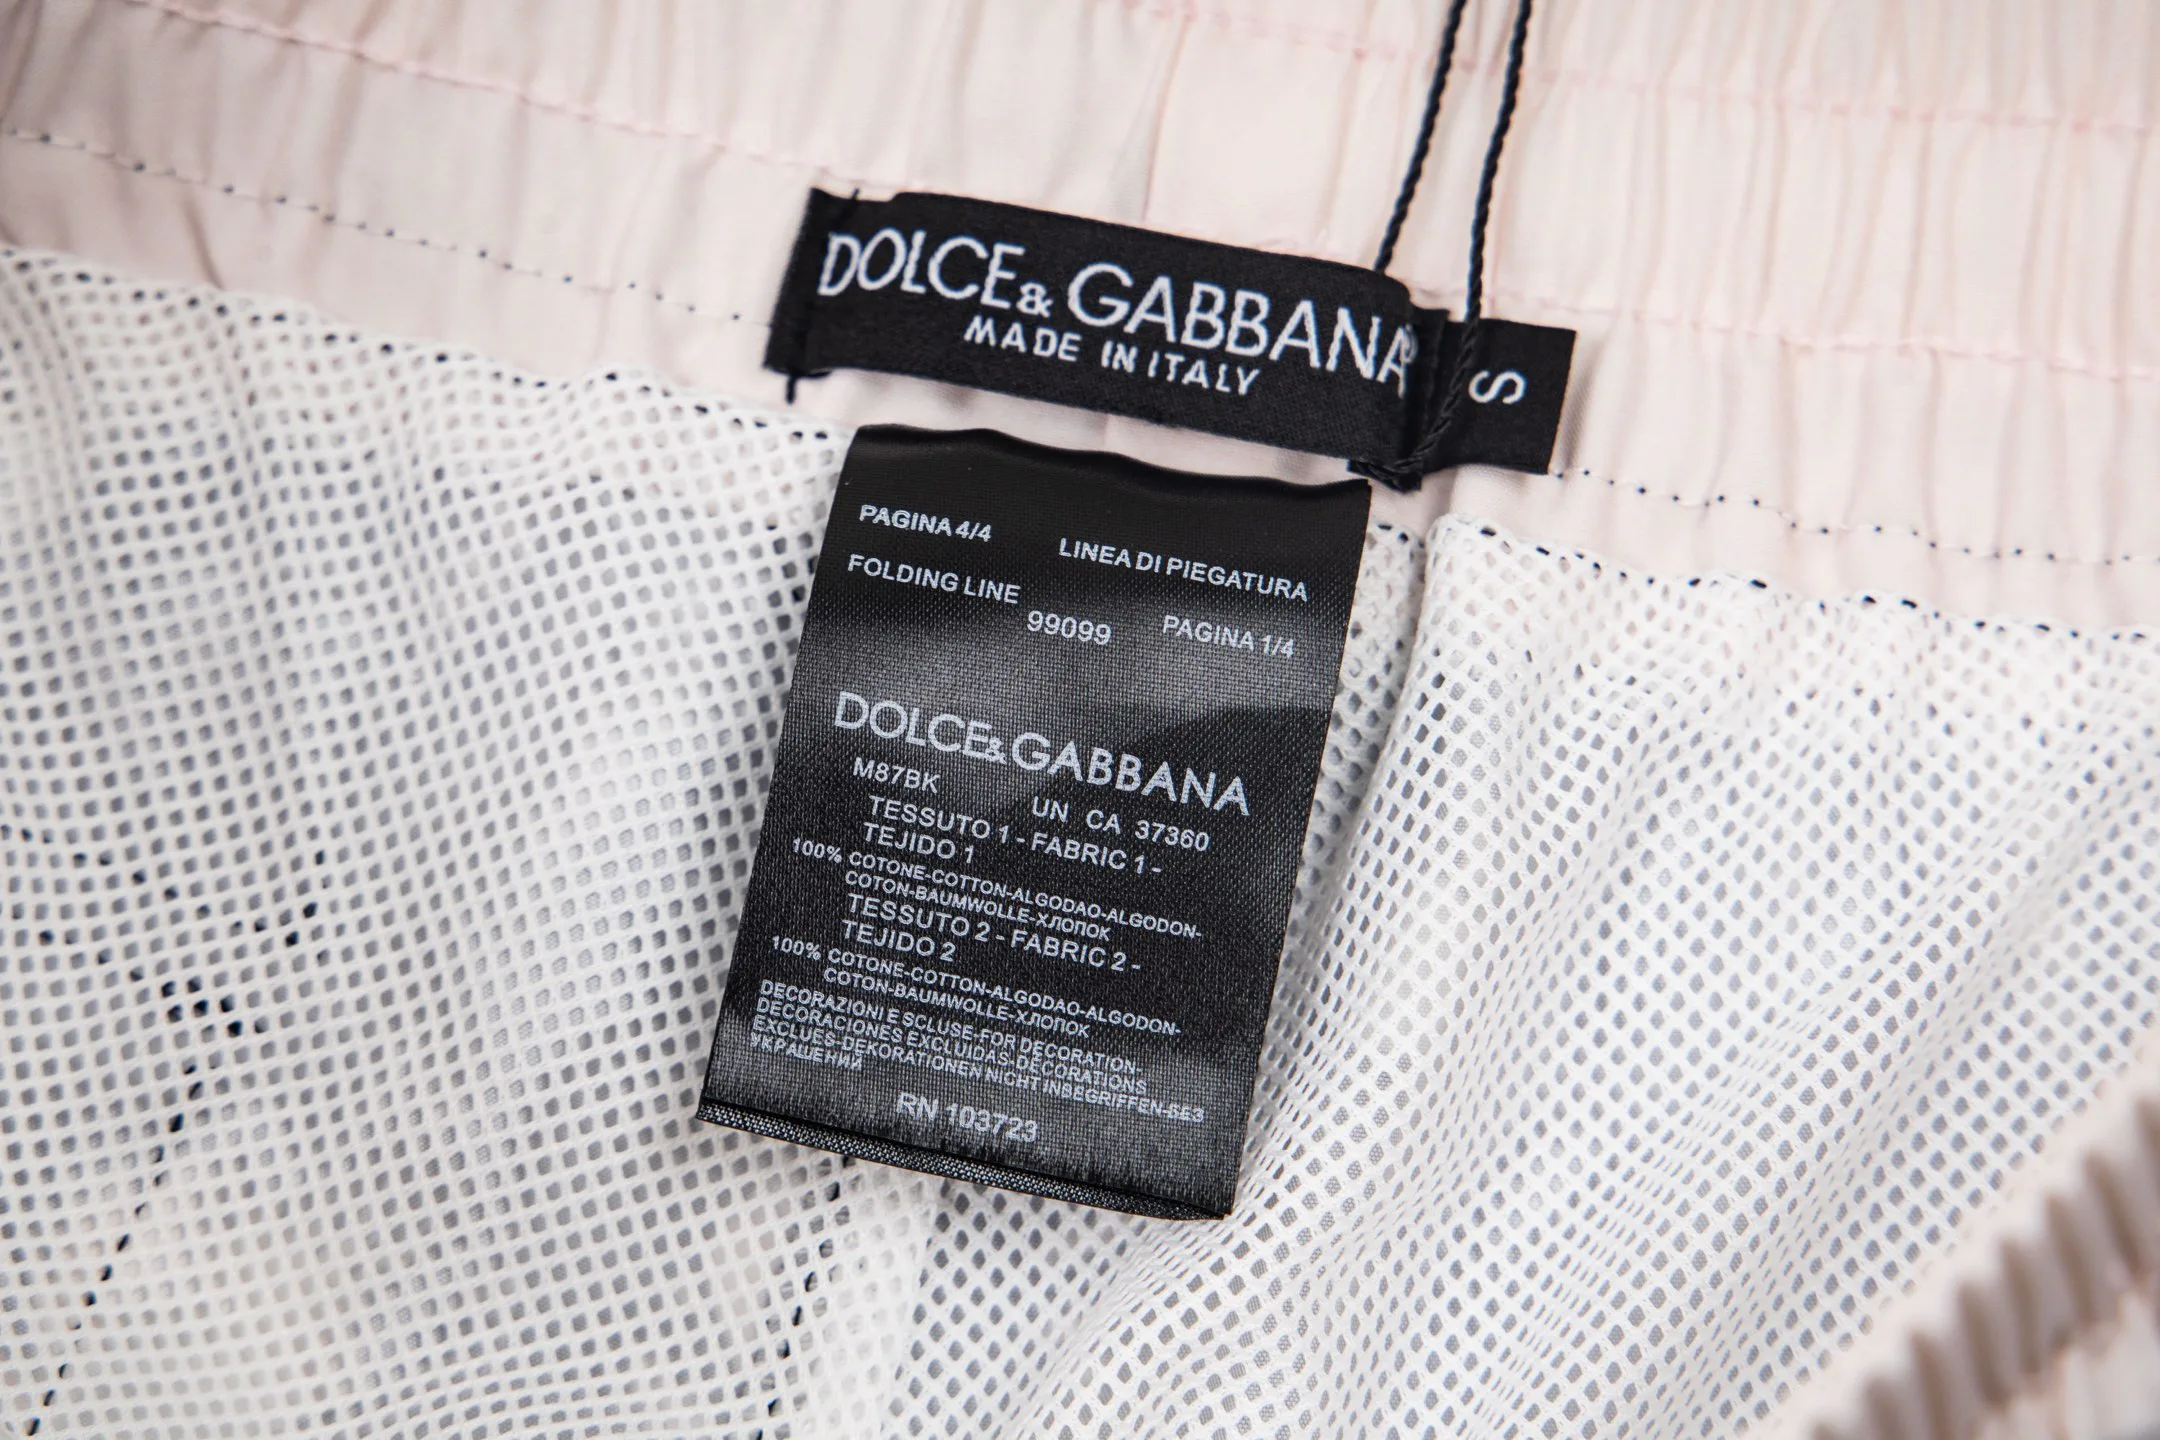 DOLCE & GABBANA
MADE IN ITALY
S
PAGINA 4/4
LINEA DI PIEGATURA
FOLDING LINE
99099
PAGINA 1/4
DOLCE&GABBANA
M87BK
UN CA 37360
TESSUTO 1 - FABRIC 1 -
TEJIDO 1
100% COTONE-COTTON-ALGODAO-ALGODON-
COTON-BAUMWOLLE-ХЛОПОК
TESSUTO 2 - FABRIC 2 -
TEJIDO 2
100% COTONE-COTTON-ALGODAO-ALGODON-
COTON-BAUMWOLLE-ХЛОПОК
DECORAZIONI E SCLUSE-FOR DECORATION-
DECORACIONES EXCLUIDAS-DECORATIONS
EXCLUES-DEKORATIONEN NICHT INBEGRIFFEN-БЕЗ
УКРАШЕНИЙ
RN 103723